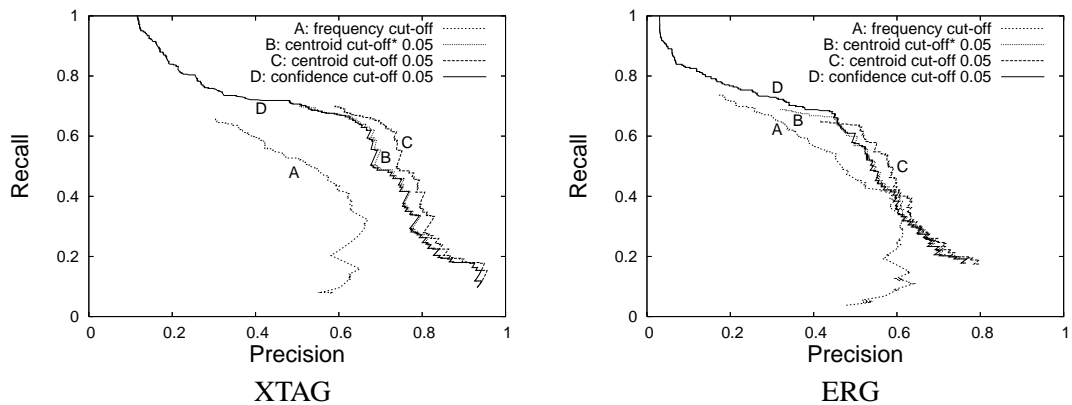 A: frequency cut-off
B: centroid cut-off* 0.05
C: centroid cut-off 0.05
D: confidence cut-off 0.05
1
0.8
0.6
0.4
0.2
0
Recall
D
C
B
A
0 0.2 0.4 0.6 0.8 1
Precision
XTAG
A: frequency cut-off
B: centroid cut-off* 0.05
C: centroid cut-off 0.05
D: confidence cut-off 0.05
1
0.8
0.6
0.4
0.2
0
Recall
D
B
A
C
0 0.2 0.4 0.6 0.8 1
Precision
ERG